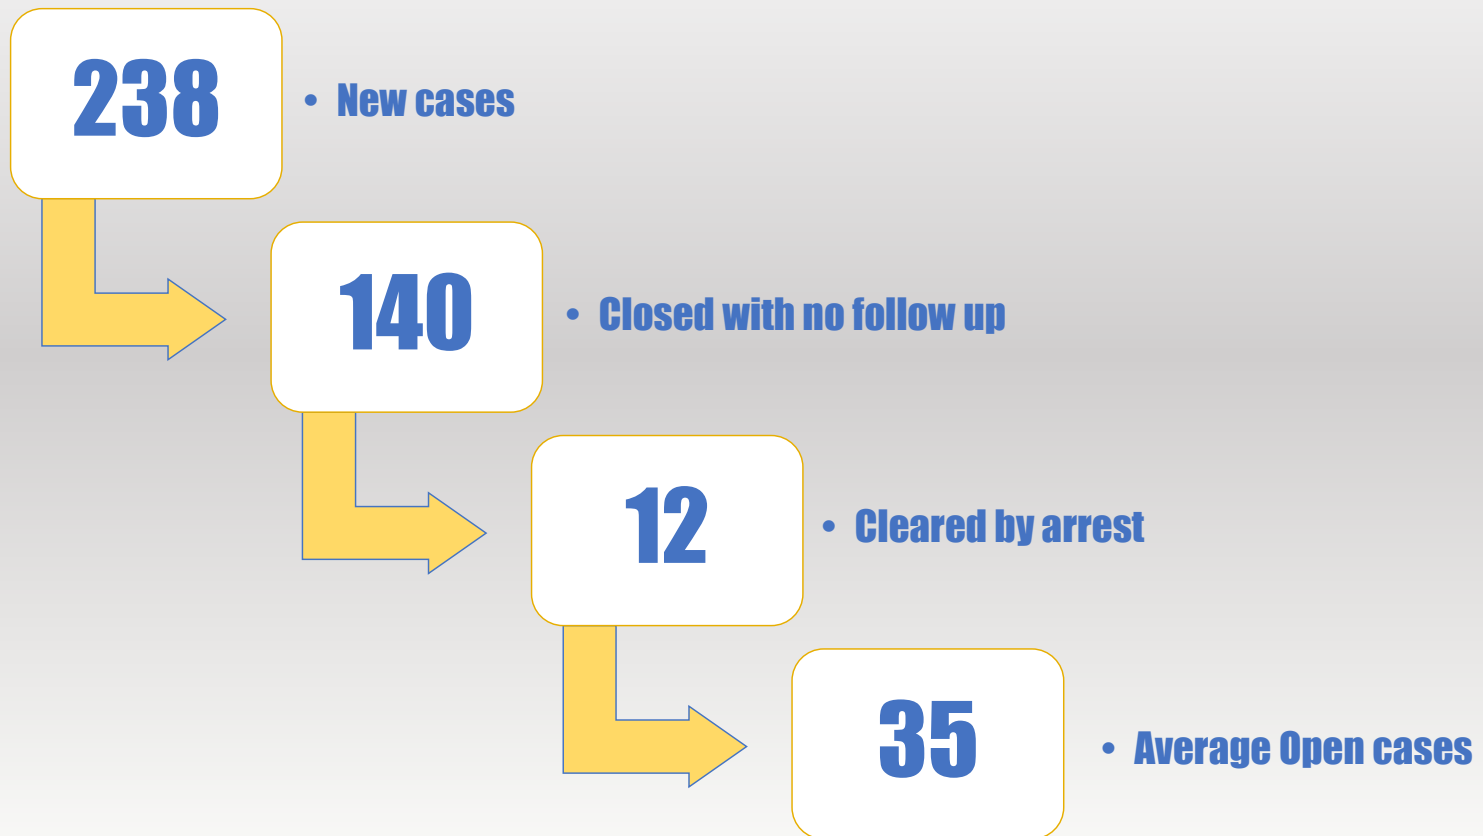 238
• New cases
140
• Closed with no follow up
12
• Cleared by arrest
35
• Average Open cases